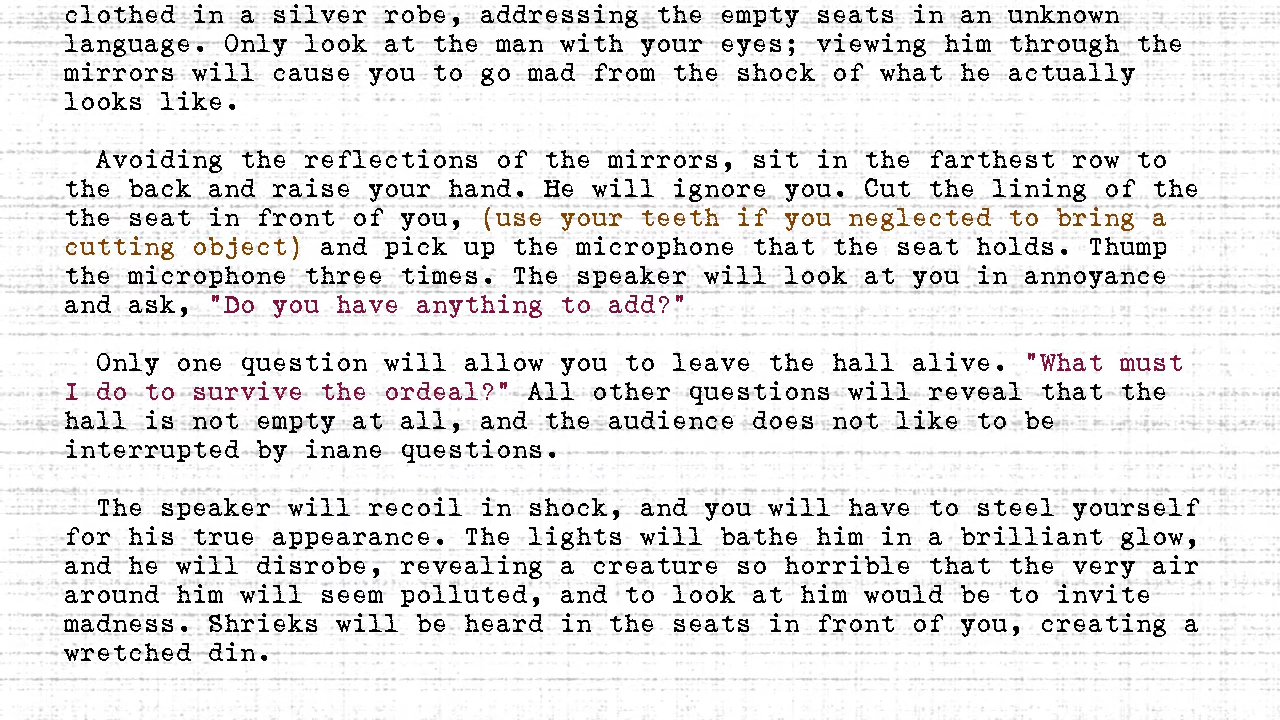 clothed in a silver robe, addressing the empty seats in an unknown
language. Only look at the man with your eyes; viewing him through the
mirrors will cause you to go mad from the shock of what he actually
looks like.
Avoiding the reflections of the mirrors, sit in the farthest row to
the back and raise your hand. He will ignore you. Cut the lining of the
the seat in front of you, (use your teeth if you neglected to bring a
cutting object) and pick up the microphone that the seat holds. Thump
the microphone three times. The speaker will look at you in annoyance
and ask, "Do you have anything to add?"
Only one question will allow you to leave the hall alive. "What must
I do to survive the ordeal?" All other questions will reveal that the
hall is not empty at all, and the audience does not like to be
interrupted by inane questions.
The speaker will recoil in shock, and you will have to steel yourself
for his true appearance. The lights will bathe him in a brilliant glow,
and he will disrobe, revealing a creature so horrible that the very air
around him will seem polluted, and to look at him would be to invite
madness. Shrieks will be heard in the seats in front of you, creating a
wretched din.